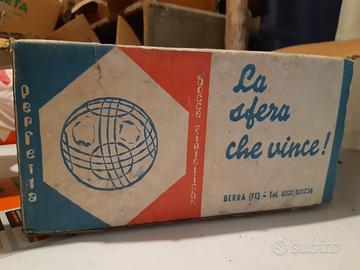 perfetta
bocce sintetiche
La
sfera
che vince!
BERRA (FE) - Tel. 0532/831236
subito